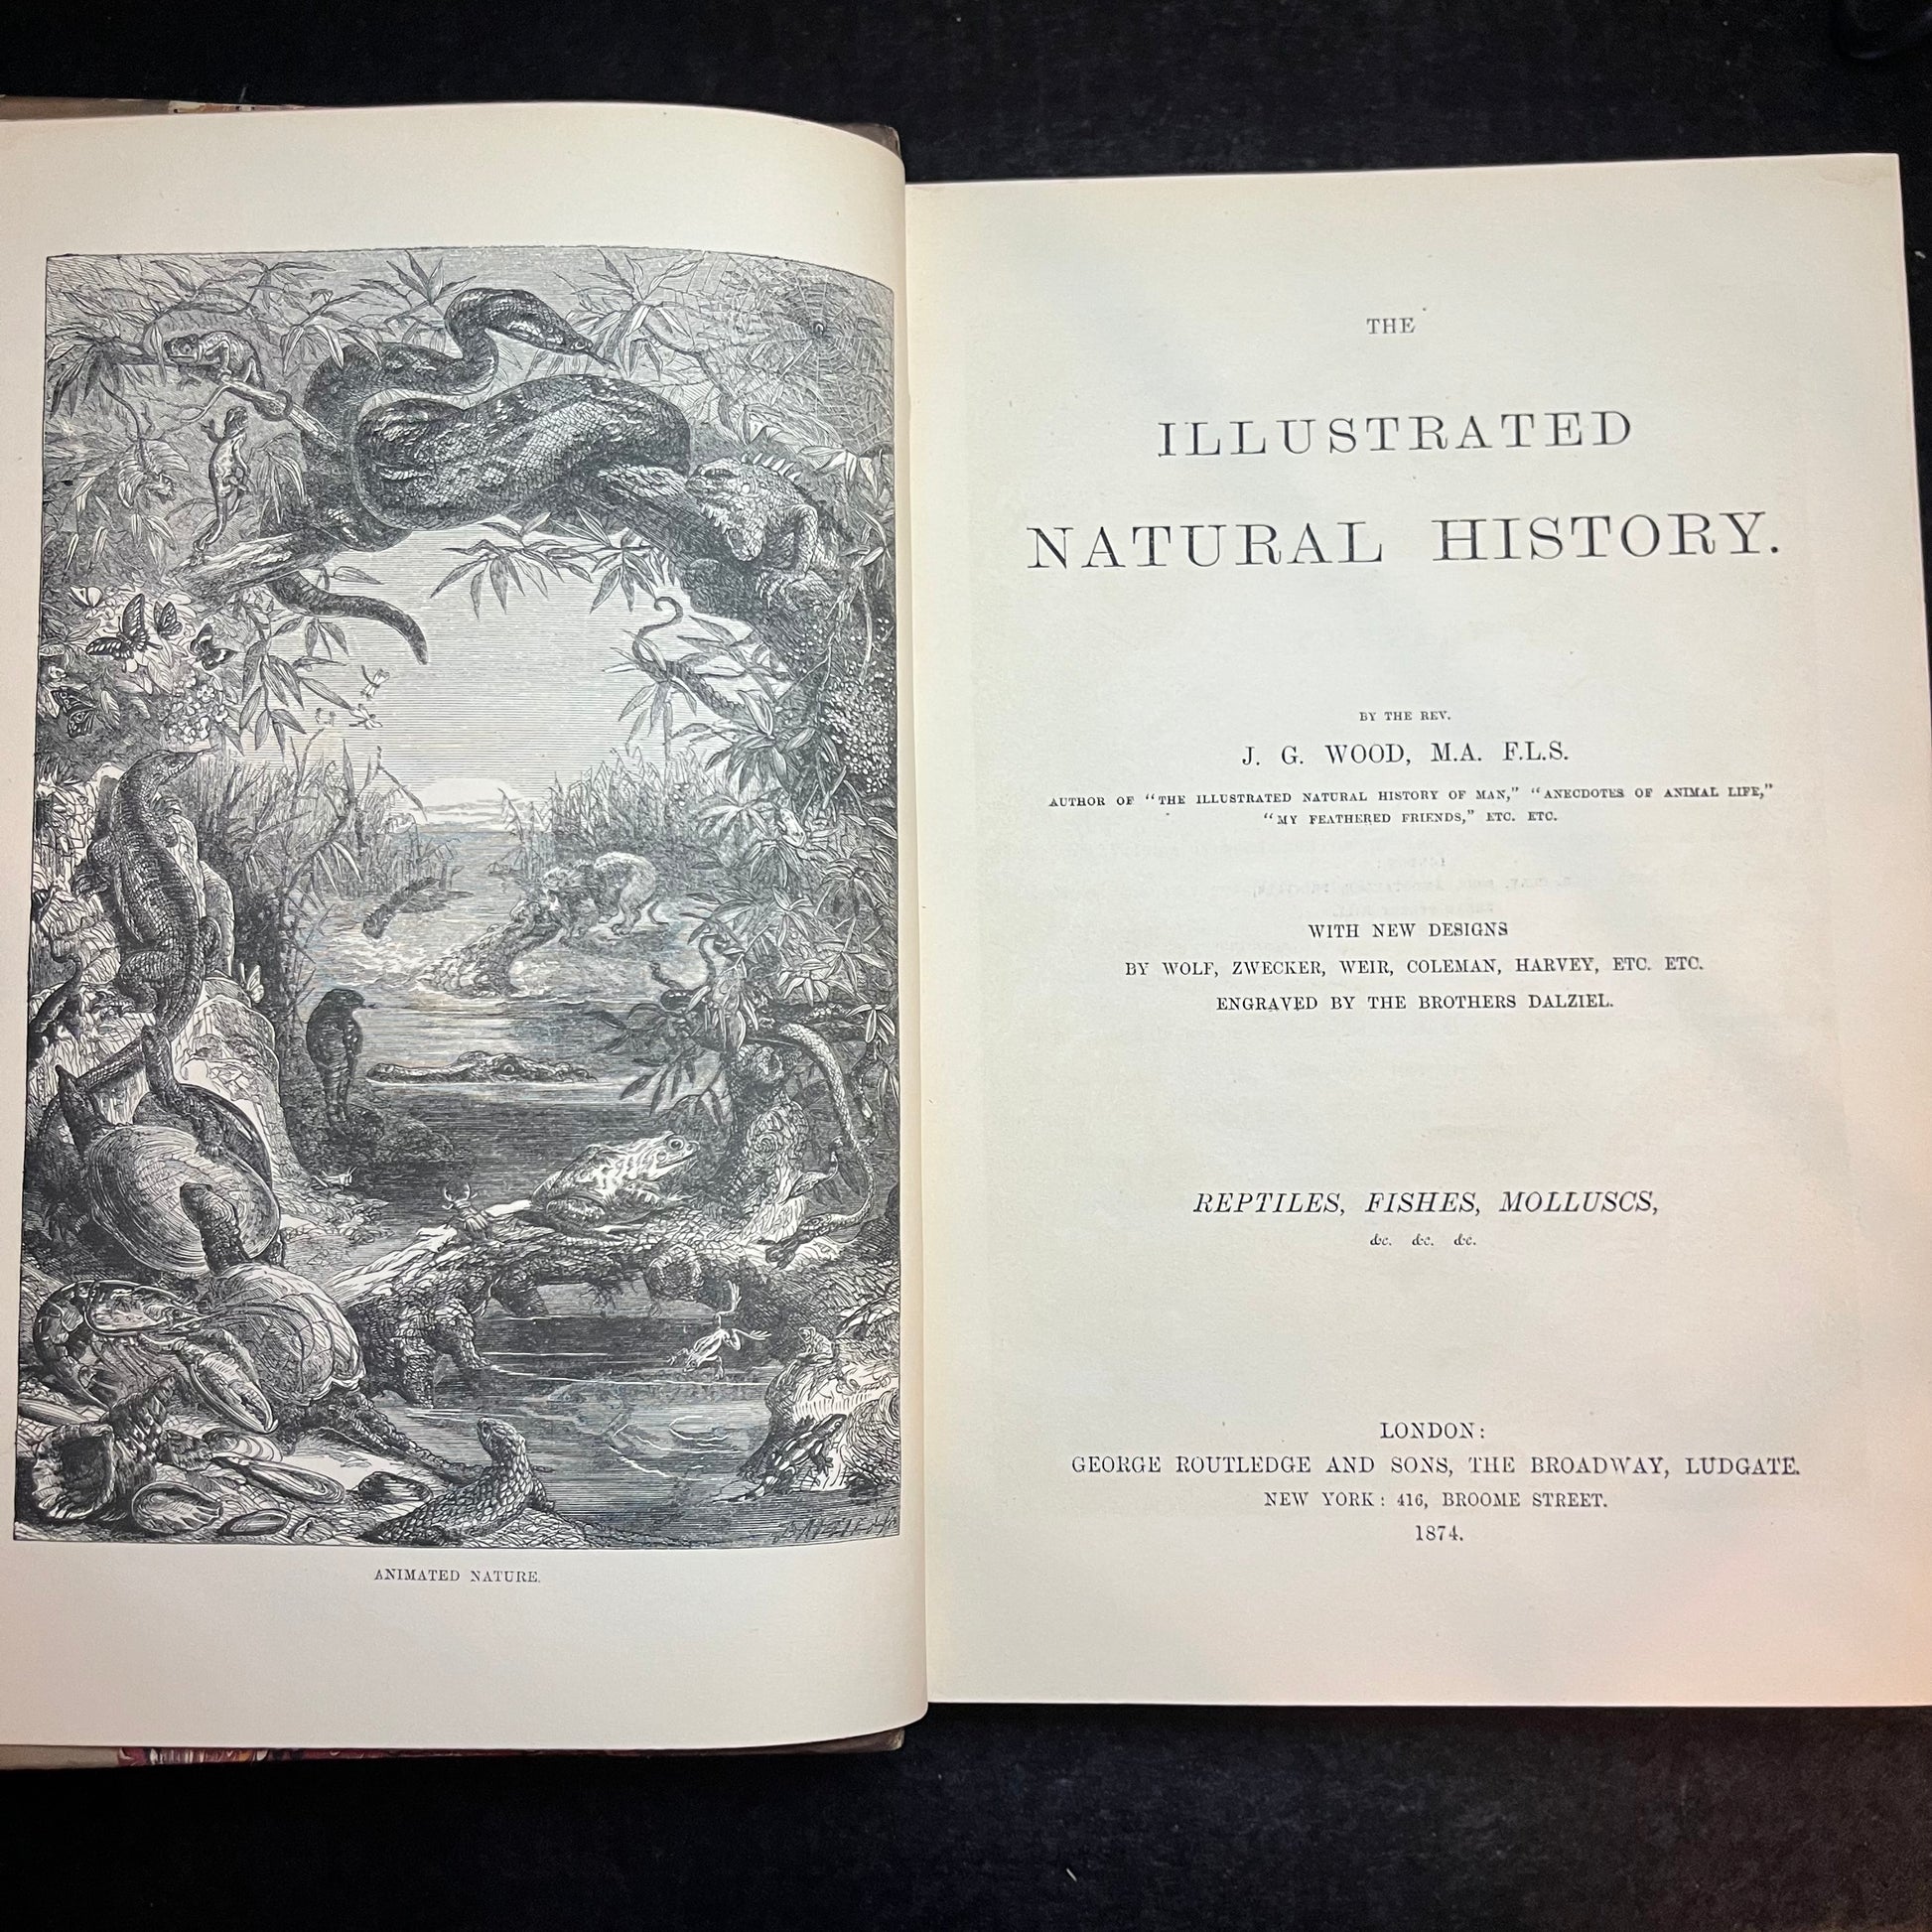 ANIMATED NATURE.
THE
ILLUSTRATED
NATURAL HISTORY.
BY THE REV.
J. G. WOOD, M.A. F.L.S.
AUTHOR OF “THE ILLUSTRATED NATURAL HISTORY OF MAN,” “ANECDOTES OF ANIMAL LIFE,”
“MY FEATHERED FRIENDS,” ETC. ETC.
WITH NEW DESIGNS
BY WOLF, ZWECKER, WEIR, COLEMAN, HARVEY, ETC. ETC.
ENGRAVED BY THE BROTHERS DALZIEL.
REPTILES, FISHES, MOLLUSCS,
&c. &c. &c.
LONDON:
GEORGE ROUTLEDGE AND SONS, THE BROADWAY, LUDGATE.
NEW YORK: 416, BROOME STREET.
1874.